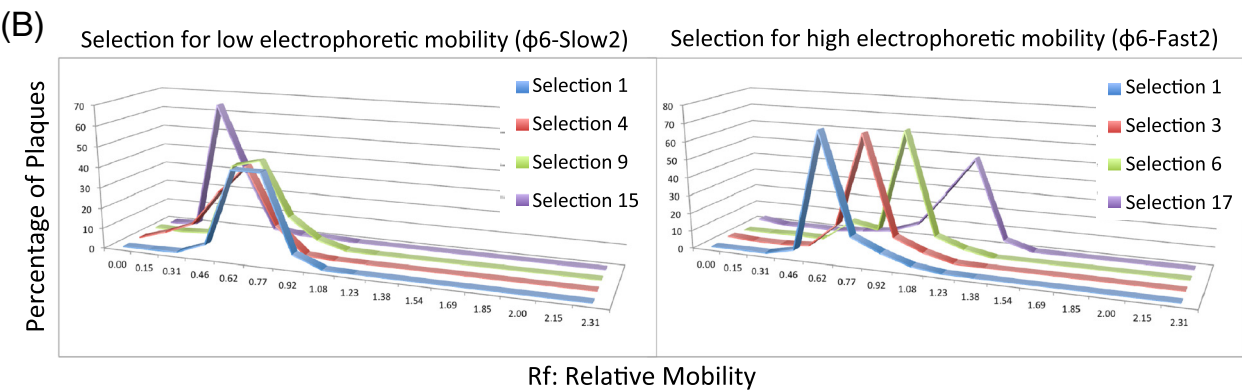 (B)
Selection for low electrophoretic mobility (ϕ6-Slow2)
Selection for high electrophoretic mobility (ϕ6-Fast2)
Percentage of Plaques
70
60
50
40
30
20
10
0
0.00 0.15 0.31 0.46 0.62 0.77 0.92 1.08 1.23 1.38 1.54 1.69 1.85 2.00 2.15 2.31
Selection 1
Selection 4
Selection 9
Selection 15
80
70
60
50
40
30
20
10
0
0.00 0.15 0.31 0.46 0.62 0.77 0.92 1.08 1.23 1.38 1.54 1.69 1.85 2.00 2.15 2.31
Selection 1
Selection 3
Selection 6
Selection 17
Rf: Relative Mobility